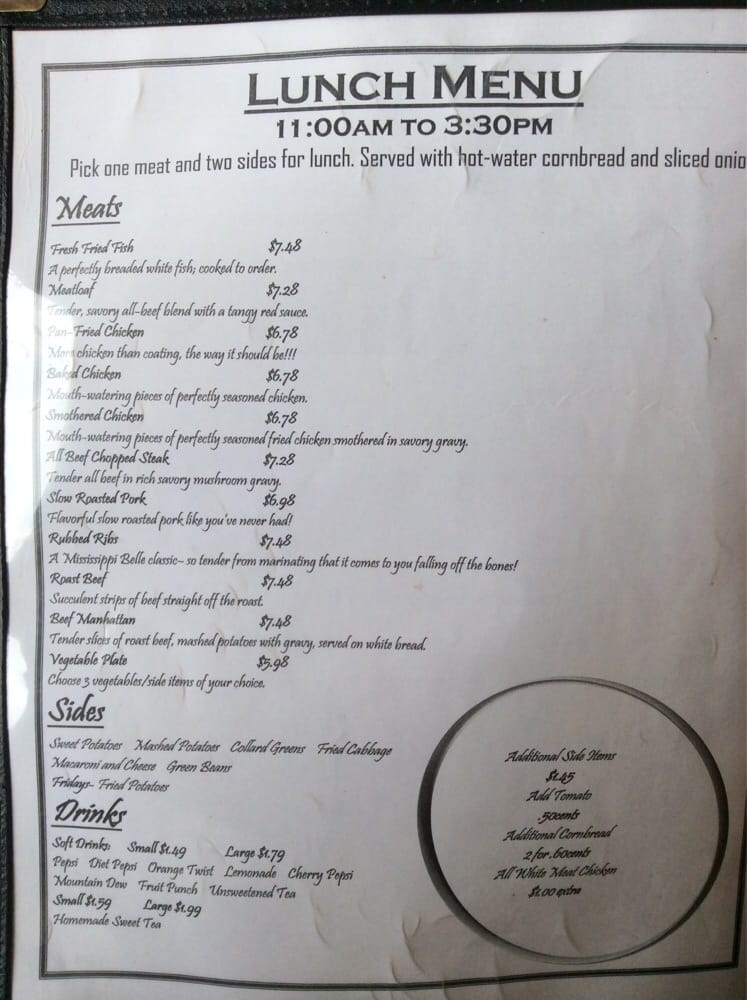 LUNCH MENU
11:00AM TO 3:30PM
Pick one meat and two sides for lunch. Served with hot-water cornbread and sliced onio
Meats
Fresh Fried Fish $7.48
A perfectly breaded white fish; cooked to order.
Meatloaf $7.28
Tender, savory all-beef blend with a tangy red sauce.
Pan-Fried Chicken $6.78
More chicken than coating, the way it should be!!!
Baked Chicken $6.78
Mouth-watering pieces of perfectly seasoned chicken.
Smothered Chicken $6.78
Mouth-watering pieces of perfectly seasoned fried chicken smothered in savory gravy.
All Beef Chopped Steak $7.28
Tender all beef in rich savory mushroom gravy.
Slow Roasted Pork $6.98
Flavorful slow roasted pork like you've never had!
Rubbed Ribs $7.48
A Mississippi Belle classic- so tender from marinating that it comes to you falling off the bones!
Roast Beef $7.48
Succulent strips of beef straight off the roast.
Beef Manhattan $7.48
Tender slices of roast beef, mashed potatoes with gravy, served on white bread.
Vegetable Plate $5.98
Choose 3 vegetables/side items of your choice.
Sides
Sweet Potatoes Mashed Potatoes Collard Greens Fried Cabbage
Macaroni and Cheese Green Beans
Fridays- Fried Potatoes
Drinks
Soft Drinks: Small $1.49 Large $1.79
Pepsi Diet Pepsi Orange Twist Lemonade Cherry Pepsi
Mountain Dew Fruit Punch Unsweetened Tea
Small $1.59 Large $1.99
Homemade Sweet Tea
Additional Side Items
$1.45
Add Tomato
.50cents
Additional Cornbread
2 for .60cents
All White Meat Chicken
$1.00 extra